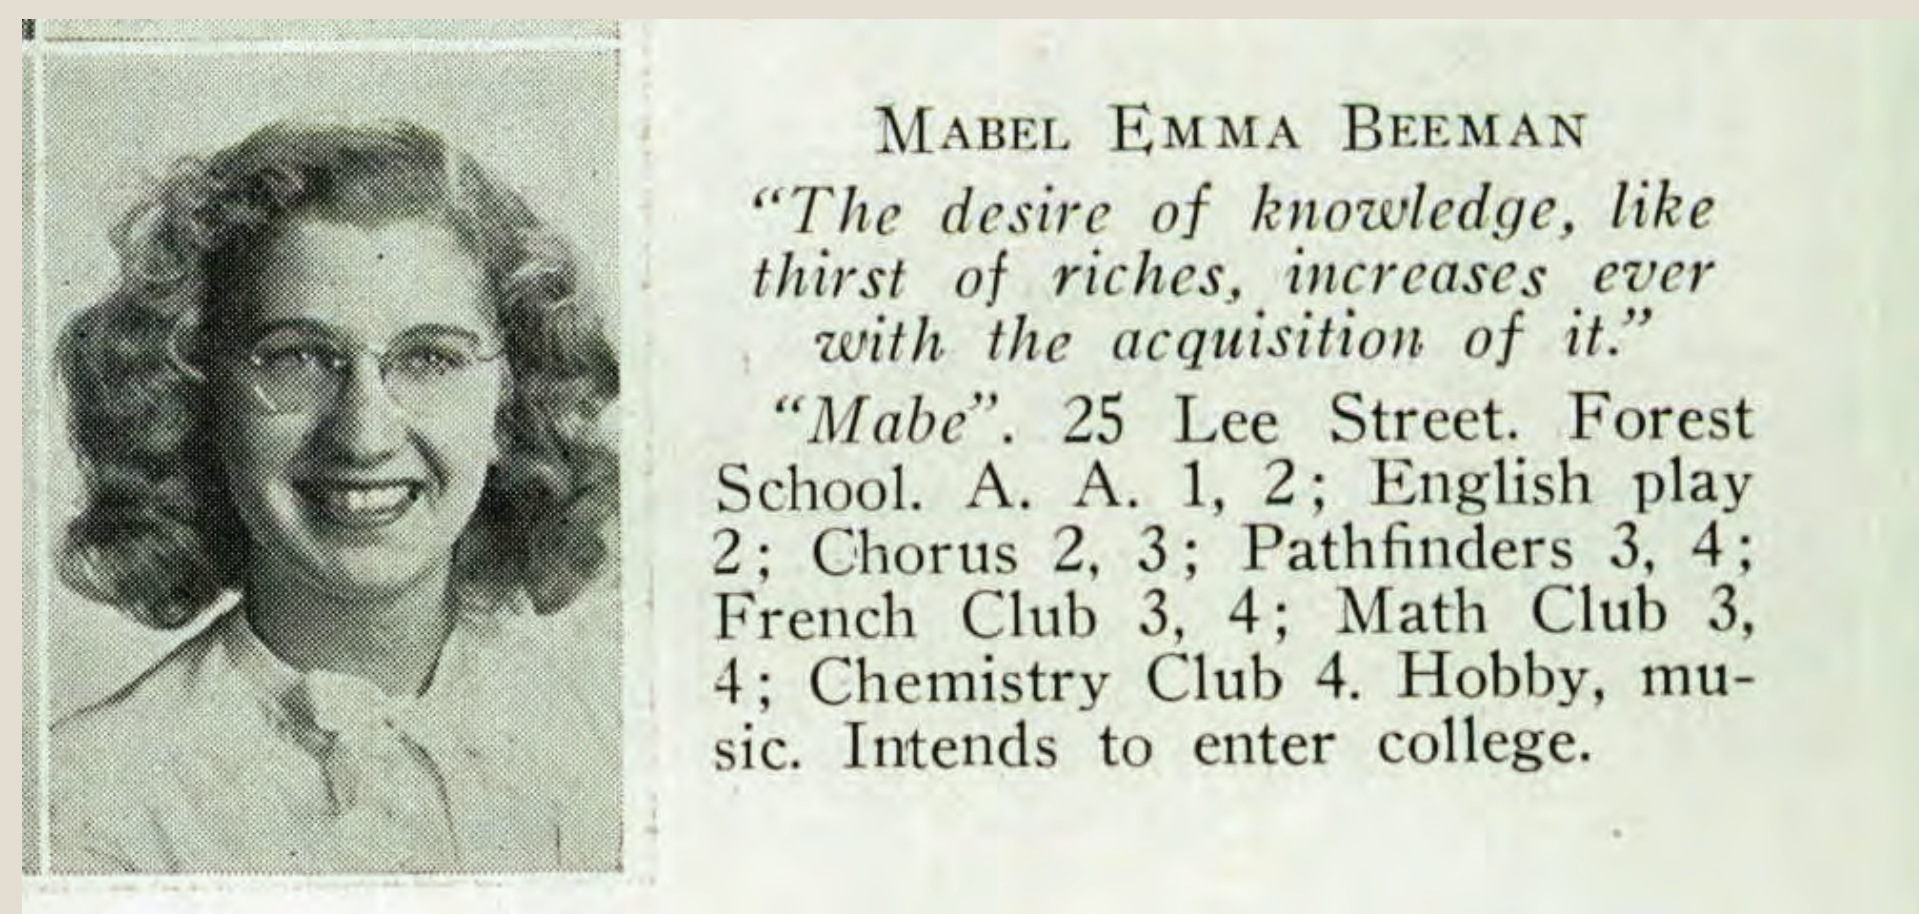 MABEL EMMA BEEMAN
“The desire of knowledge, like
thirst of riches, increases ever
with the acquisition of it.”
“Mabe”. 25 Lee Street. Forest
School. A. A. 1, 2; English play
2; Chorus 2, 3; Pathfinders 3, 4;
French Club 3, 4; Math Club 3,
4; Chemistry Club 4. Hobby, mu-
sic. Intends to enter college.